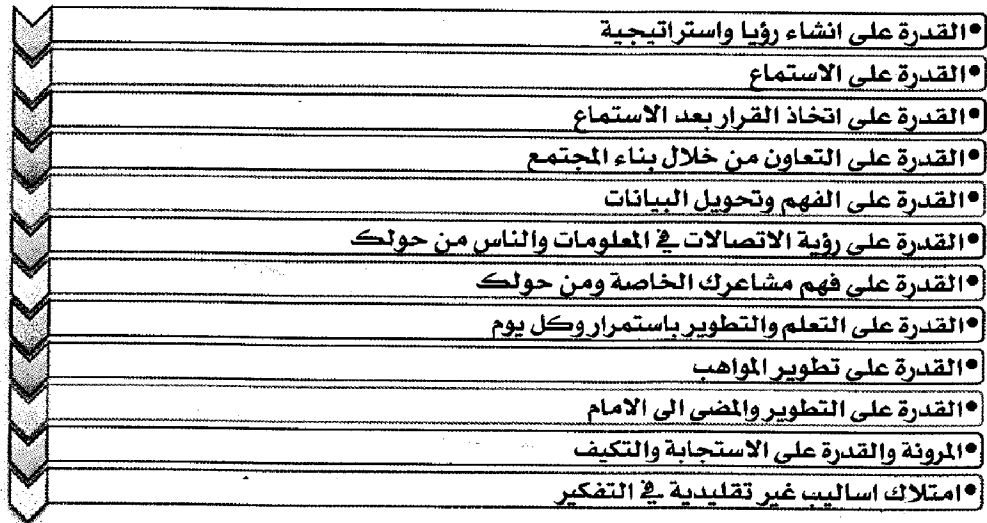 •القدرة على انشاء رؤيا واستراتيجية
•القدرة على الاستماع
•القدرة على اتخاذ القرار بعد الاستماع
•القدرة على التعاون من خلال بناء المجتمع
•القدرة على الفهم وتحويل البيانات
•القدرة على رؤية الاتصالات في المعلومات والناس من حولك
•القدرة على فهم مشاعرك الخاصة ومن حولك
•القدرة على التعلم والتطوير باستمرار وكل يوم
•القدرة على تطوير المواهب
•القدرة على التطوير والمضي الى الامام
•المرونة والقدرة على الاستجابة والتكيف
•امتلاك اساليب غير تقليدية في التفكير